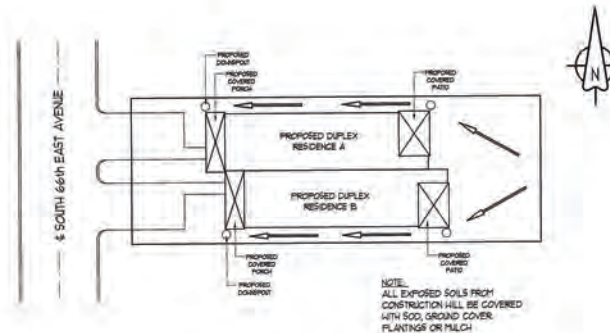 PROPOSED
DOWNSPOUT
PROPOSED
COVERED
PORCH
PROPOSED
COVERED
PATIO
N
℄ SOUTH 66th EAST AVENUE
PROPOSED DUPLEX
RESIDENCE A
PROPOSED DUPLEX
RESIDENCE B
PROPOSED
COVERED
PORCH
PROPOSED
DOWNSPOUT
PROPOSED
COVERED
PATIO
NOTE:
ALL EXPOSED SOILS FROM
CONSTRUCTION WILL BE COVERED
WITH SOD, GROUND COVER
PLANTINGS OR MULCH